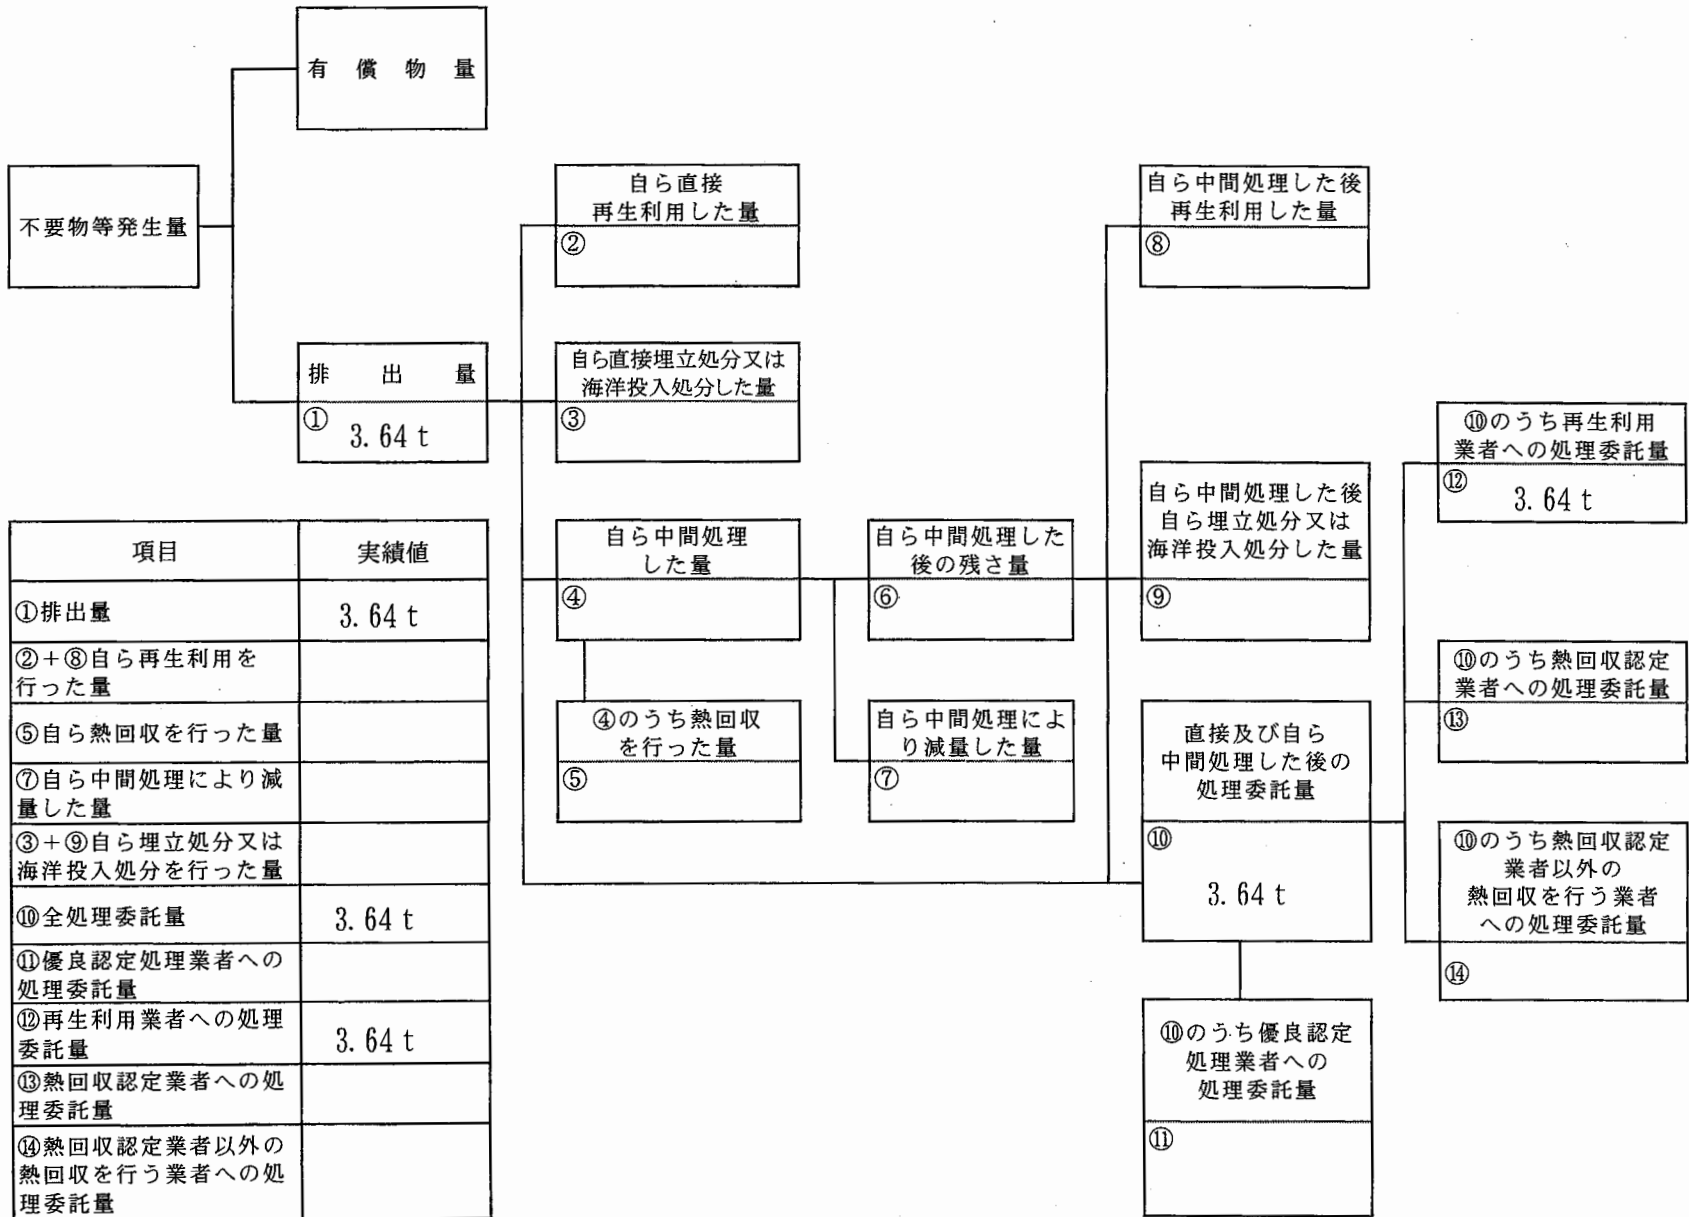 有償物量
不要物等発生量
排出量
① 3.64 t
自ら直接
再生利用した量
②
自ら直接埋立処分又は
海洋投入処分した量
③
自ら中間処理
した量
④
④のうち熱回収
を行った量
⑤
自ら中間処理した
後の残さ量
⑥
自ら中間処理によ
り減量した量
⑦
自ら中間処理した後
再生利用した量
⑧
自ら中間処理した後
自ら埋立処分又は
海洋投入処分した量
⑨
直接及び自ら
中間処理した後の
処理委託量
⑩
3.64 t
⑩のうち優良認定
処理業者への
処理委託量
⑪
⑩のうち再生利用
業者への処理委託量
⑫ 3.64 t
⑩のうち熱回収認定
業者への処理委託量
⑬
⑩のうち熱回収認定
業者以外の
熱回収を行う業者
への処理委託量
⑭
項目 実績値
①排出量 3.64 t
②+⑧自ら再生利用を
行った量
⑤自ら熱回収を行った量
⑦自ら中間処理により減
量した量
③+⑨自ら埋立処分又は
海洋投入処分を行った量
⑩全処理委託量 3.64 t
⑪優良認定処理業者への
処理委託量
⑫再生利用業者への処理
委託量 3.64 t
⑬熱回収認定業者への処
理委託量
⑭熱回収認定業者以外の
熱回収を行う業者への処
理委託量